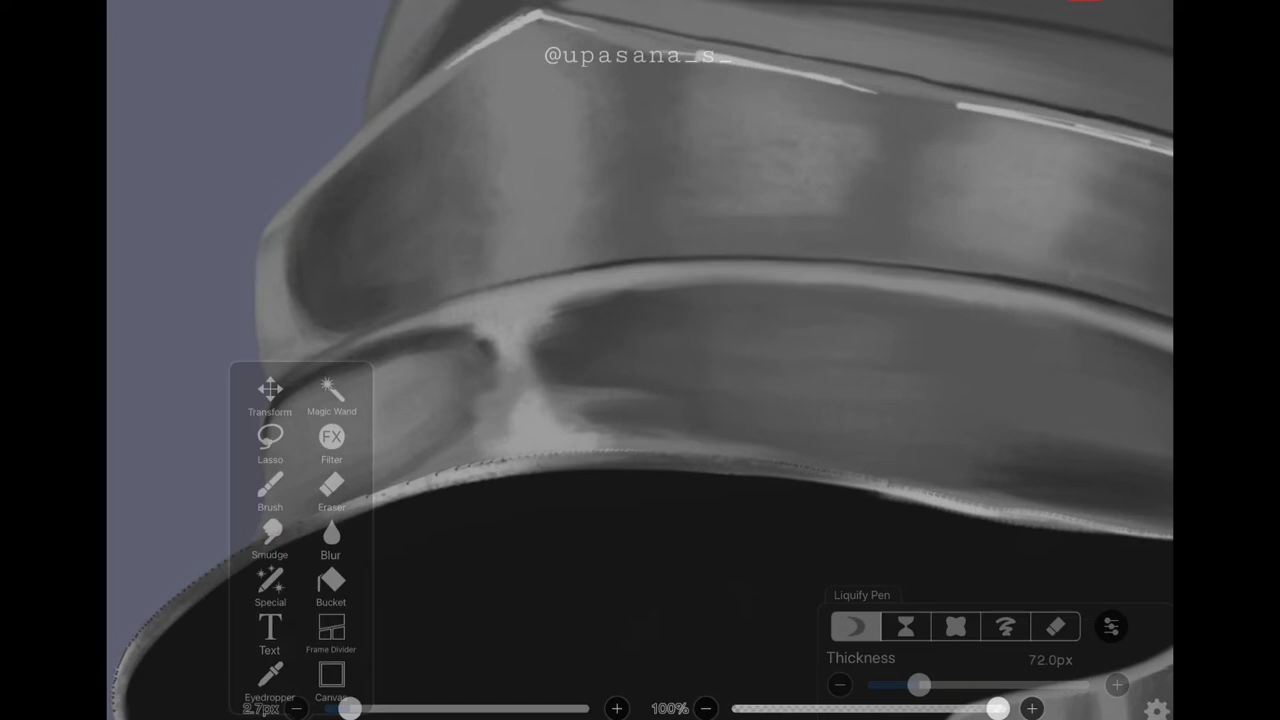 @upasana_s_
Transform
Magic Wand
Lasso
FX
Filter
Brush
Eraser
Smudge
Blur
Special
Bucket
T
Text
Frame Divider
Eyedropper
Canvas
Liquify Pen
Thickness
72.0px
2.7px
100%